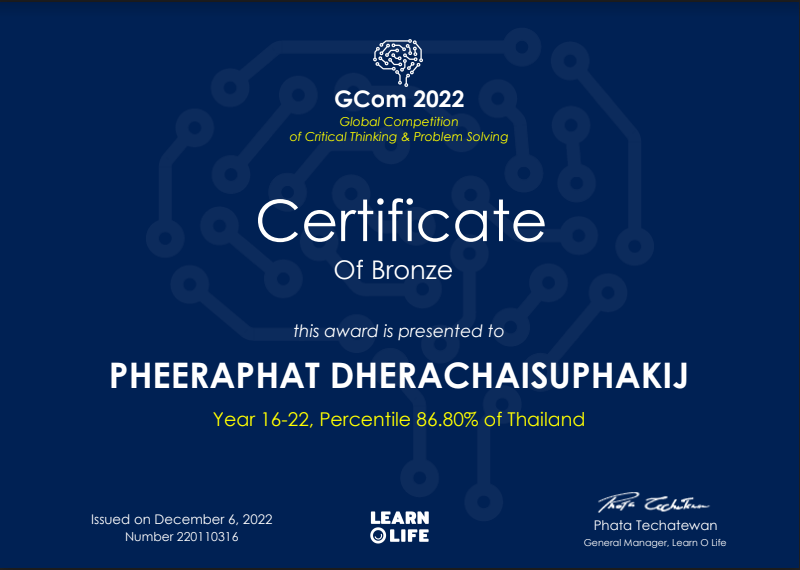 GCom 2022
Global Competition
of Critical Thinking & Problem Solving
Certificate
Of Bronze
this award is presented to
PHEERAPHAT DHERACHAISUPHAKIJ
Year 16-22, Percentile 86.80% of Thailand
Issued on December 6, 2022
Number 220110316
LEARN
O LIFE
Phata Techatewan
Phata Techatewan
General Manager, Learn O Life